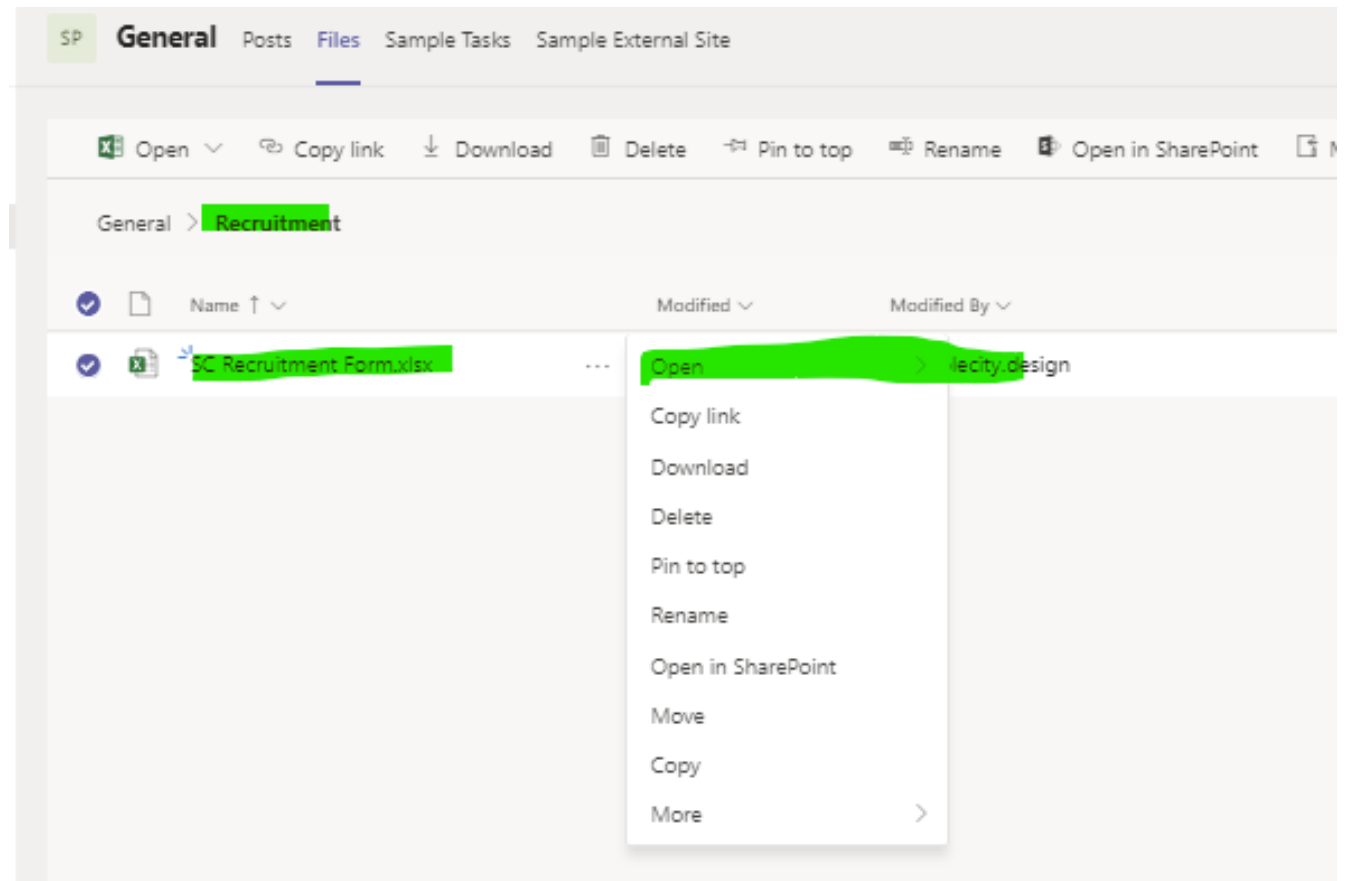 SP General Posts Files Sample Tasks Sample External Site
Open Copy link Download Delete Pin to top Rename Open in SharePoint
General > Recruitment
Name ↑ Modified Modified By
SC Recruitment Form.xlsx ... Open > lecity.design
Copy link
Download
Delete
Pin to top
Rename
Open in SharePoint
Move
Copy
More >